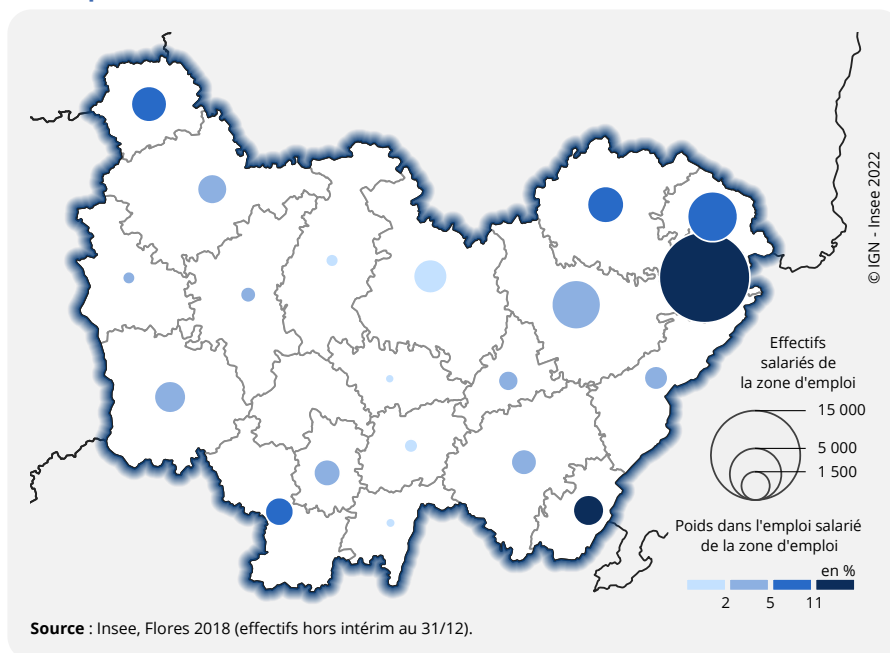 © IGN - Insee 2022
Effectifs
salariés de
la zone d'emploi
15 000
5 000
1 500
Poids dans l'emploi salarié
de la zone d'emploi
en %
2 5 11
Source : Insee, Flores 2018 (effectifs hors intérim au 31/12).